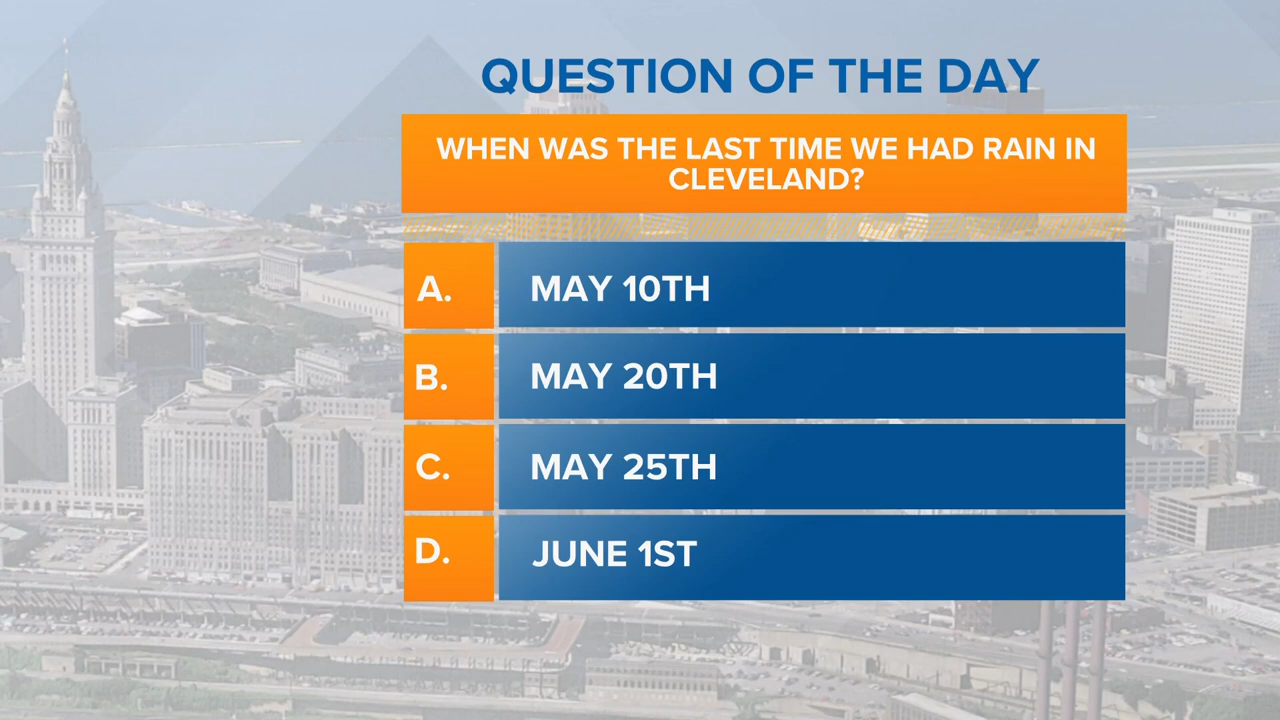 QUESTION OF THE DAY
WHEN WAS THE LAST TIME WE HAD RAIN IN
CLEVELAND?
A. MAY 10TH
B. MAY 20TH
C. MAY 25TH
D. JUNE 1ST